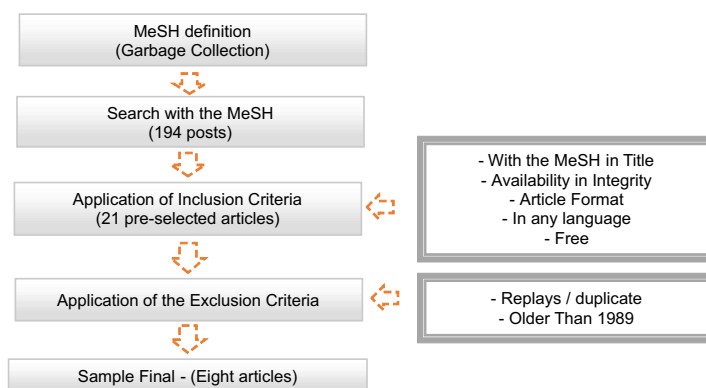 MeSH definition
(Garbage Collection)
Search with the MeSH
(194 posts)
Application of Inclusion Criteria
(21 pre-selected articles)
- With the MeSH in Title
- Availability in Integrity
- Article Format
- In any language
- Free
Application of the Exclusion Criteria
- Replays / duplicate
- Older Than 1989
Sample Final - (Eight articles)